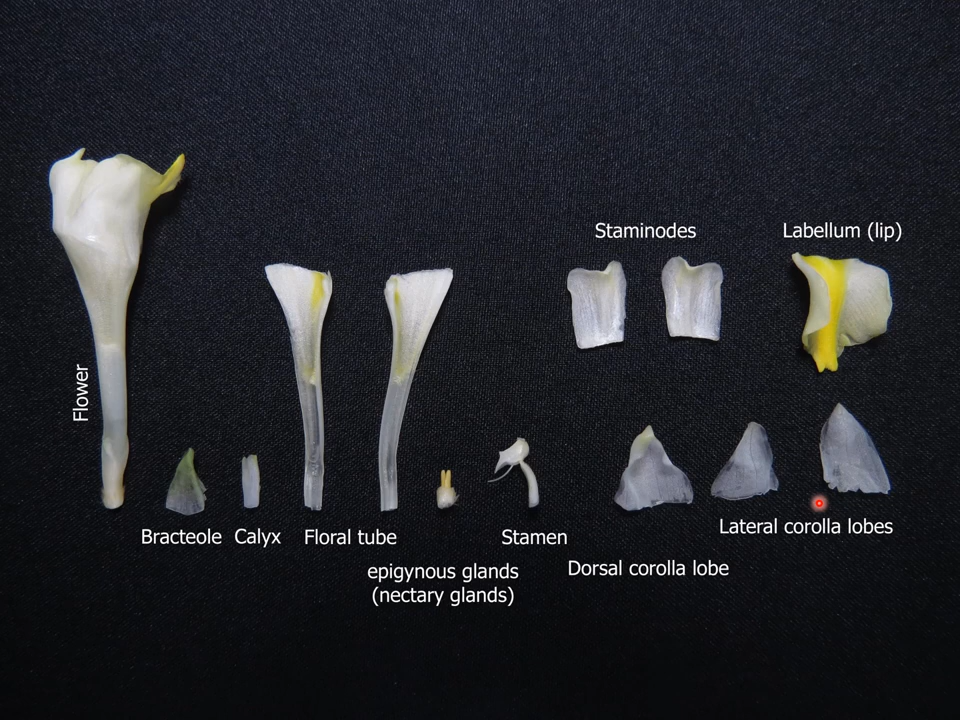 Staminodes
Labellum (lip)
Flower
Bracteole
Calyx
Floral tube
epigynous glands
(nectary glands)
Stamen
Dorsal corolla lobe
Lateral corolla lobes